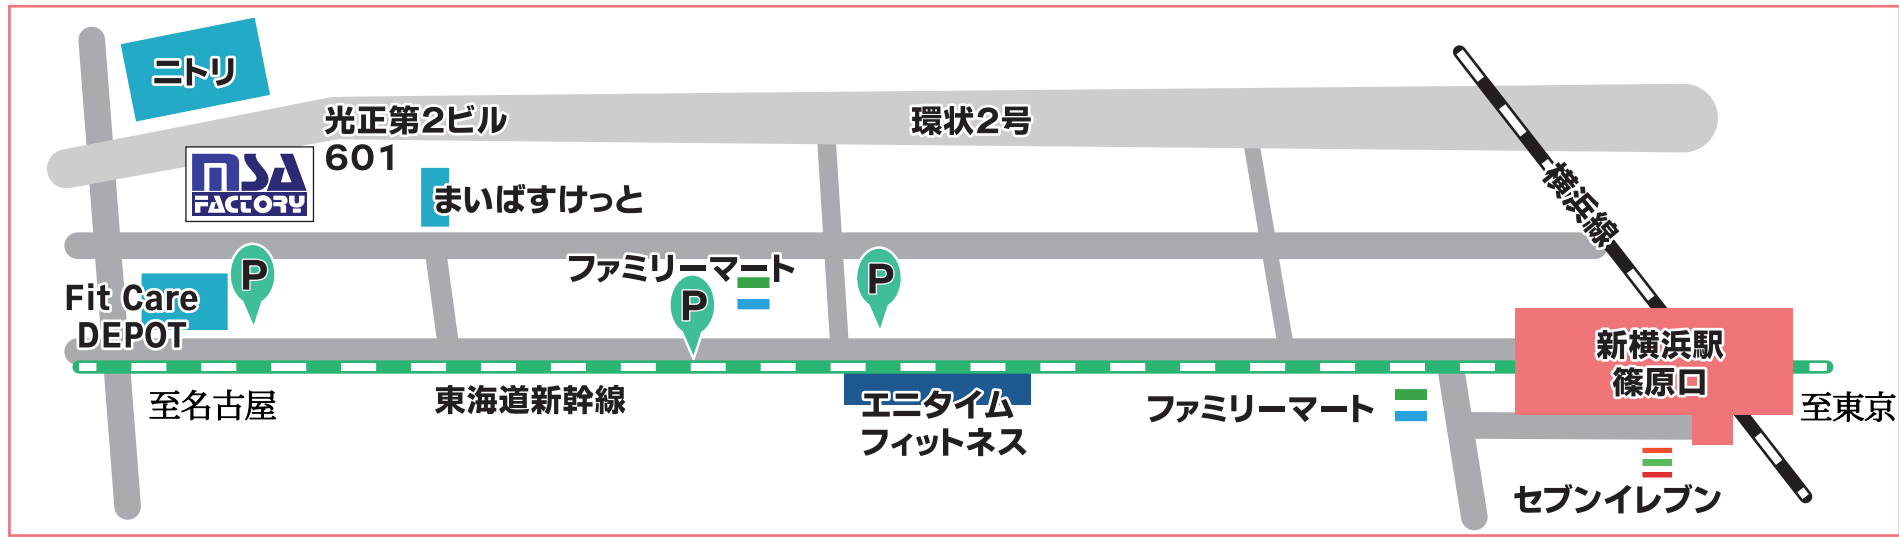 ニトリ
光正第2ビル
601
環状2号
MSA
FACTORY
まいばすけっと
横浜線
ファミリーマート
P
P
P
Fit Care
DEPOT
新横浜駅
篠原口
至名古屋
東海道新幹線
エニタイム
フィットネス
ファミリーマート
至東京
セブンイレブン